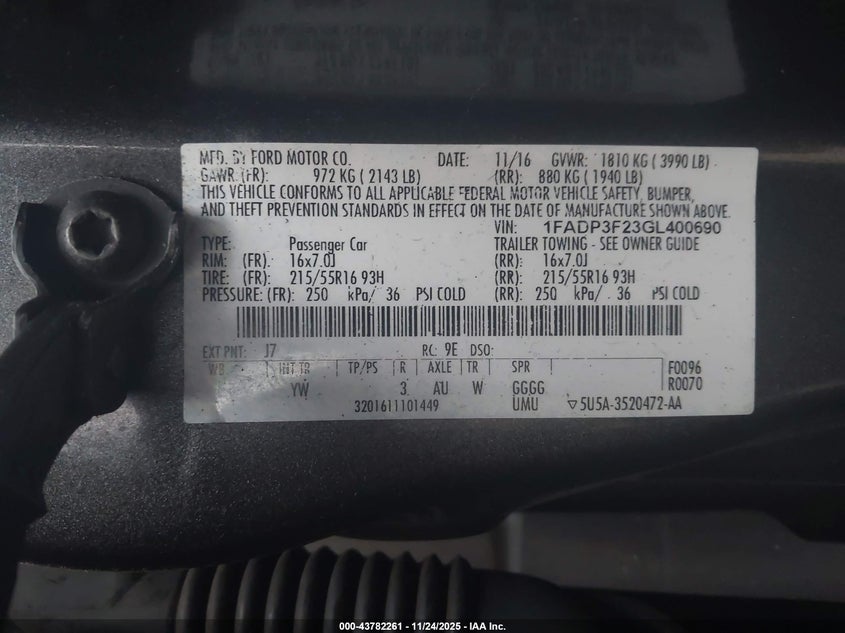 MFD. BY FORD MOTOR CO. DATE: 11/16 GVWR: 1810 KG ( 3990 LB)
GAWR: (FR): 972 KG ( 2143 LB) (RR): 880 KG ( 1940 LB)
THIS VEHICLE CONFORMS TO ALL APPLICABLE FEDERAL MOTOR VEHICLE SAFETY, BUMPER,
AND THEFT PREVENTION STANDARDS IN EFFECT ON THE DATE OF MANUFACTURE SHOWN ABOVE.
VIN: 1FADP3F23GL400690
TYPE: Passenger Car TRAILER TOWING - SEE OWNER GUIDE
RIM: (FR): 16x7.0J (RR): 16x7.0J
TIRE: (FR): 215/55R16 93H (RR): 215/55R16 93H
PRESSURE: (FR): 250 kPa/ 36 PSI COLD (RR): 250 kPa/ 36 PSI COLD
EXT PNT: J7 RC: 9E DSO:
WB INT TR TP/PS R AXLE TR SPR F0096
YW 3 AU W GGGG R0070
3201611101449 UMU ▽5U5A-3520472-AA
000-43782261 - 11/24/2025 - IAA Inc.